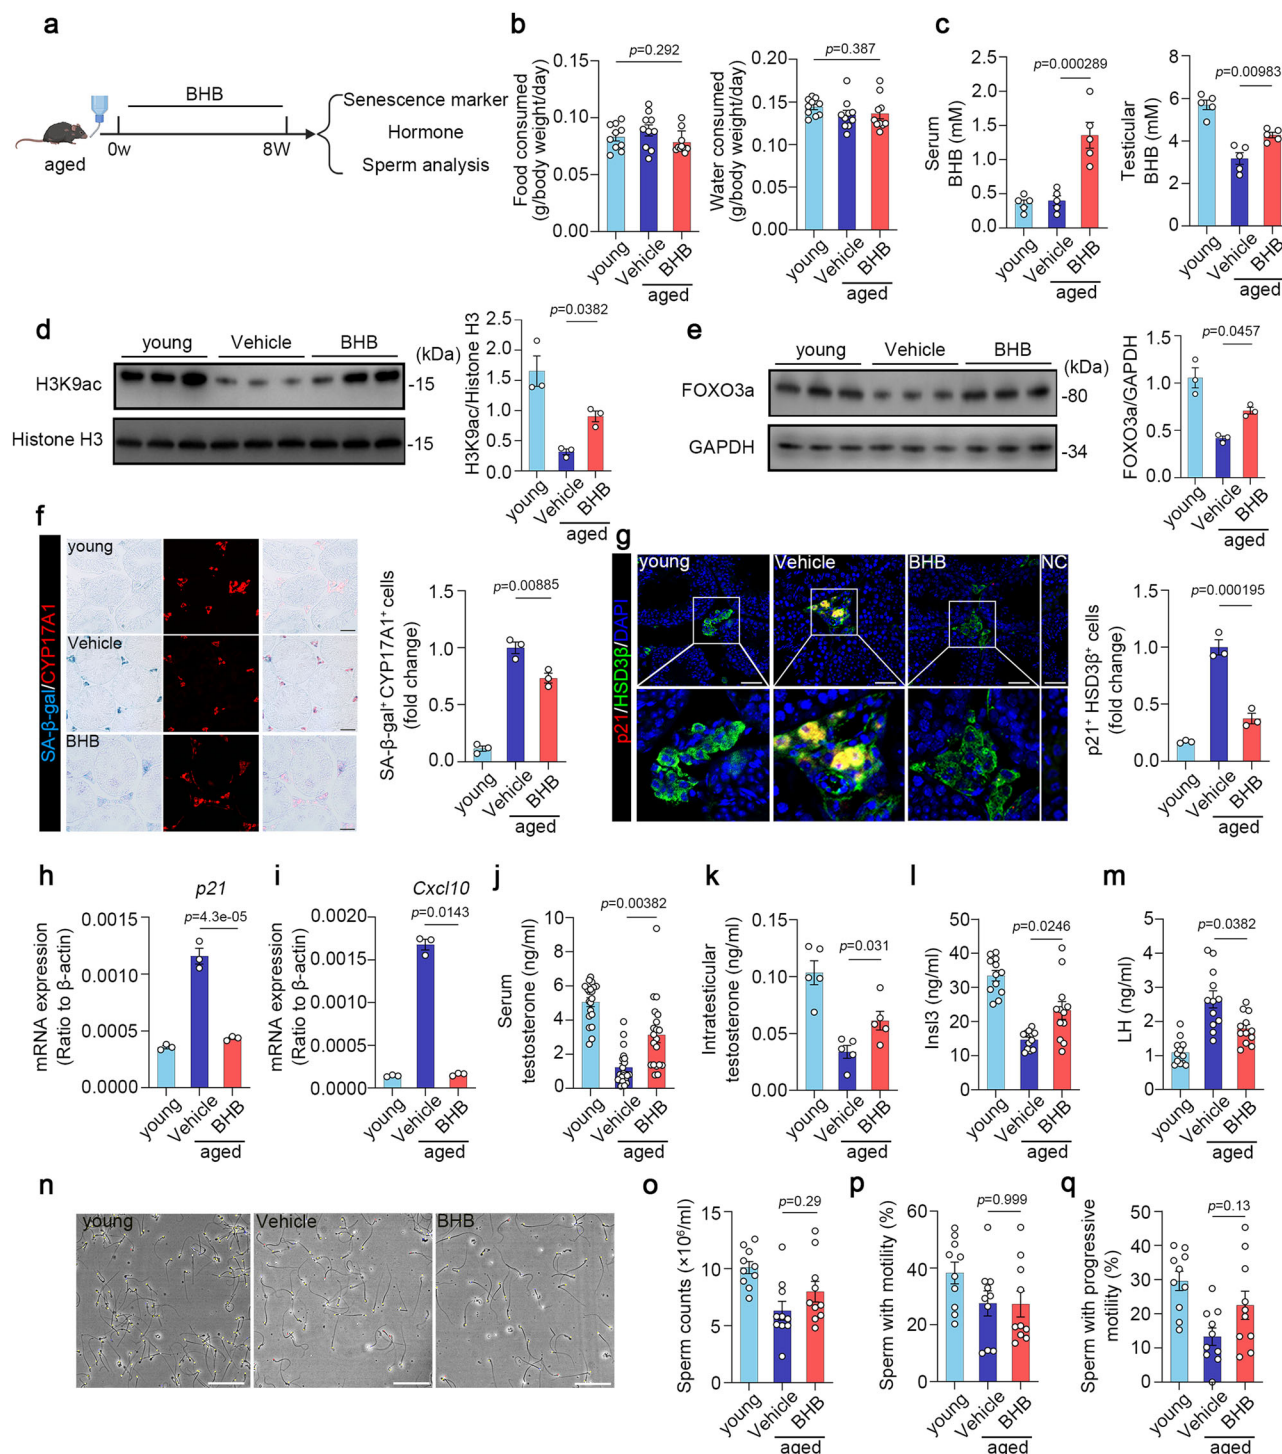 a
BHB
aged
0w
8W
Senescence marker
Hormone
Sperm analysis
b
p=0.292
Food consumed
(g/body weight/day)
0.15
0.10
0.05
0.00
young
Vehicle
BHB
aged
p=0.387
Water consumed
(g/body weight/day)
0.20
0.15
0.10
0.05
0.00
young
Vehicle
BHB
aged
c
p=0.000289
Serum
BHB (mM)
2.5
2.0
1.5
1.0
0.5
0.0
young
Vehicle
BHB
aged
p=0.00983
Testicular
BHB (mM)
8
6
4
2
0
young
Vehicle
BHB
aged
d
young
Vehicle
BHB
(kDa)
H3K9ac
-15
Histone H3
-15
p=0.0382
H3K9ac/Histone H3
2.5
2.0
1.5
1.0
0.5
0.0
young
Vehicle
BHB
aged
e
young
Vehicle
BHB
(kDa)
FOXO3a
-80
GAPDH
-34
p=0.0457
FOXO3a/GAPDH
1.5
1.0
0.5
0.0
young
Vehicle
BHB
aged
f
SA-β-gal/CYP17A1
young
Vehicle
BHB
p=0.00885
SA-β-gal+ CYP17A1+ cells
(fold change)
1.5
1.0
0.5
0.0
young
Vehicle
BHB
aged
g
p21/HSD3β/DAPI
young
Vehicle
BHB
NC
p=0.000195
p21+ HSD3β+ cells
(fold change)
1.5
1.0
0.5
0.0
young
Vehicle
BHB
aged
h
p21
p=4.3e-05
mRNA expression
(Ratio to β-actin)
0.0015
0.0010
0.0005
0.0000
young
Vehicle
BHB
aged
i
Cxcl10
p=0.0143
mRNA expression
(Ratio to β-actin)
0.0020
0.0015
0.0010
0.0005
0.0000
young
Vehicle
BHB
aged
j
p=0.00382
Serum
testosterone (ng/ml)
10
8
6
4
2
0
young
Vehicle
BHB
aged
k
p=0.031
Intratesticular
testosterone (ng/ml)
0.15
0.10
0.05
0.00
young
Vehicle
BHB
aged
l
p=0.0246
Insl3 (ng/ml)
50
40
30
20
10
0
young
Vehicle
BHB
aged
m
p=0.0382
LH
(ng/ml)
5
4
3
2
1
0
young
Vehicle
BHB
aged
n
young
Vehicle
BHB
o
p=0.29
Sperm counts (×10⁶/ml)
15
10
5
0
young
Vehicle
BHB
aged
p
p=0.999
Sperm with motility (%)
60
40
20
0
young
Vehicle
BHB
aged
q
p=0.13
Sperm with progressive
motility (%)
50
40
30
20
10
0
young
Vehicle
BHB
aged